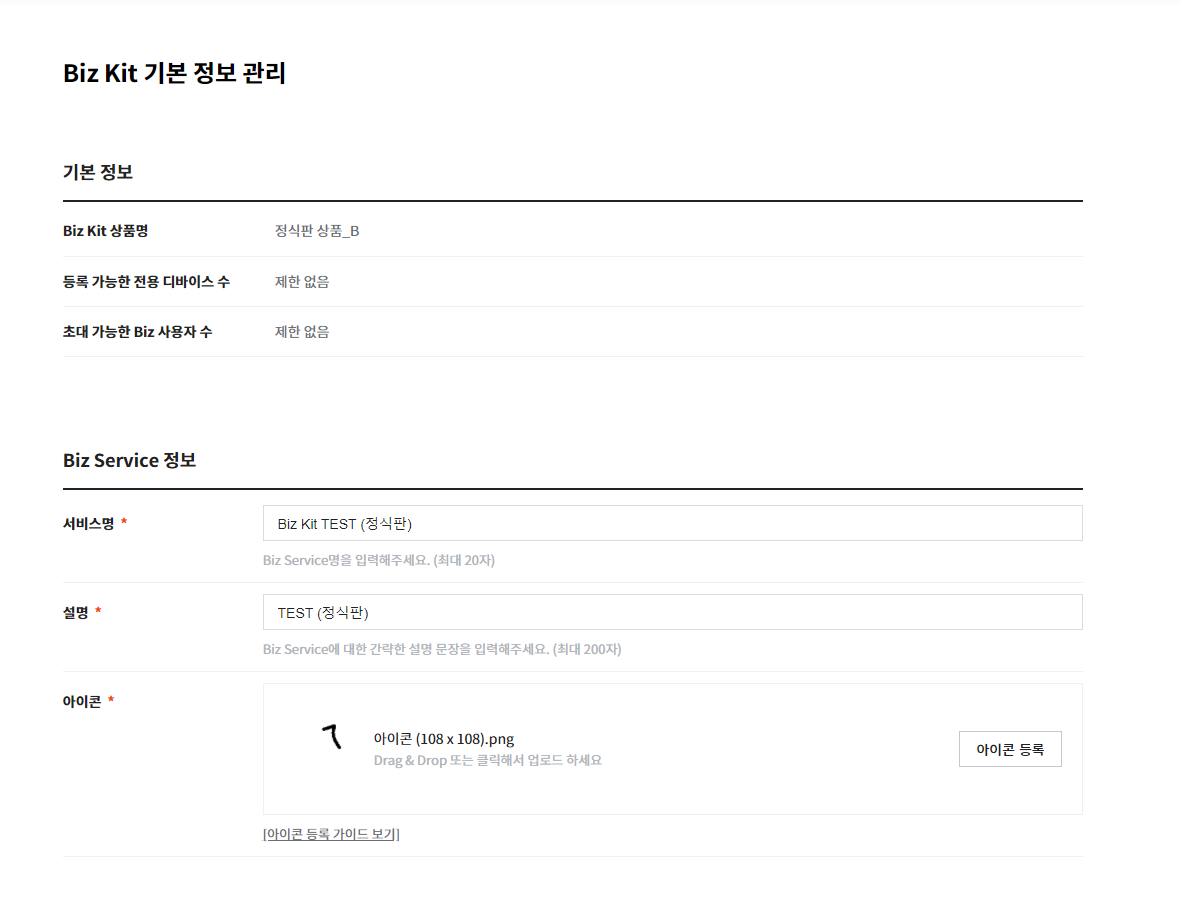 Biz Kit 기본 정보 관리
기본 정보
Biz Kit 상품명 정식판 상품_B
등록 가능한 전용 디바이스 수 제한 없음
초대 가능한 Biz 사용자 수 제한 없음
Biz Service 정보
서비스명 * Biz Kit TEST (정식판)
Biz Service명을 입력해주세요. (최대 20자)
설명 * TEST (정식판)
Biz Service에 대한 간략한 설명 문장을 입력해주세요. (최대 200자)
아이콘 *
아이콘 (108 x 108).png
Drag & Drop 또는 클릭해서 업로드 하세요
아이콘 등록
[아이콘 등록 가이드 보기]